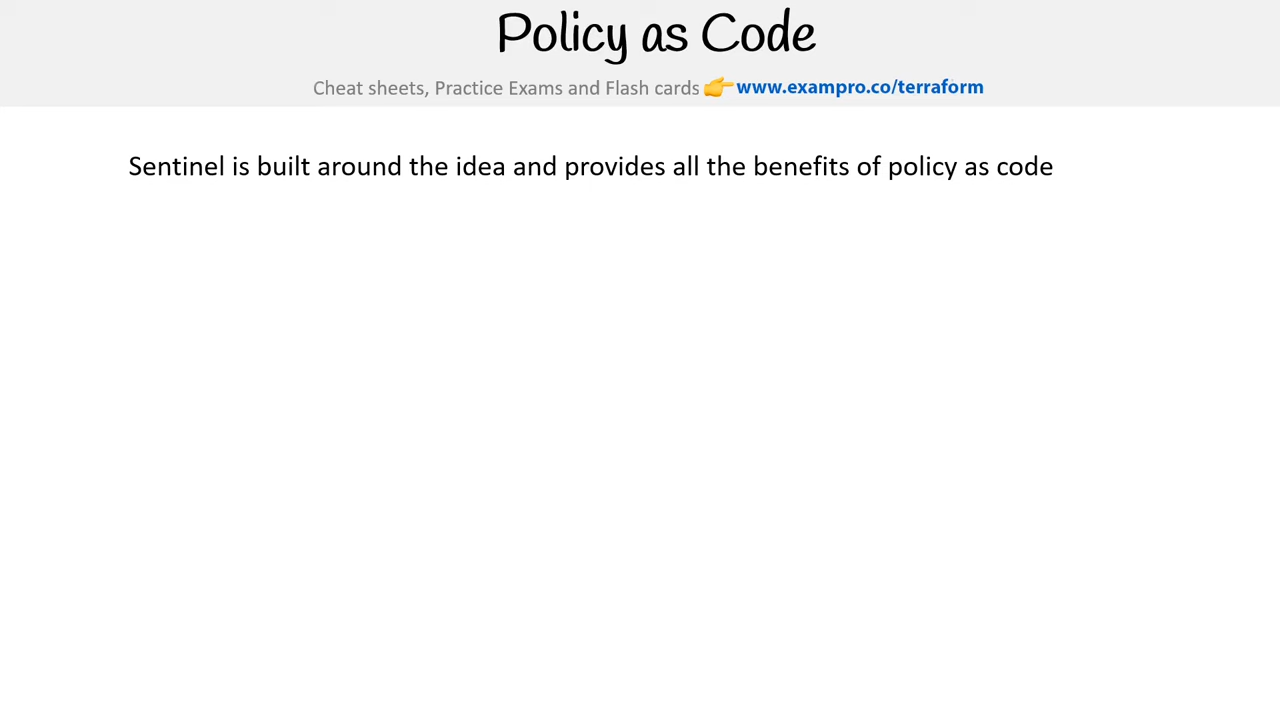 Policy as Code
Cheat sheets, Practice Exams and Flash cards 👉www.exampro.co/terraform
Sentinel is built around the idea and provides all the benefits of policy as code